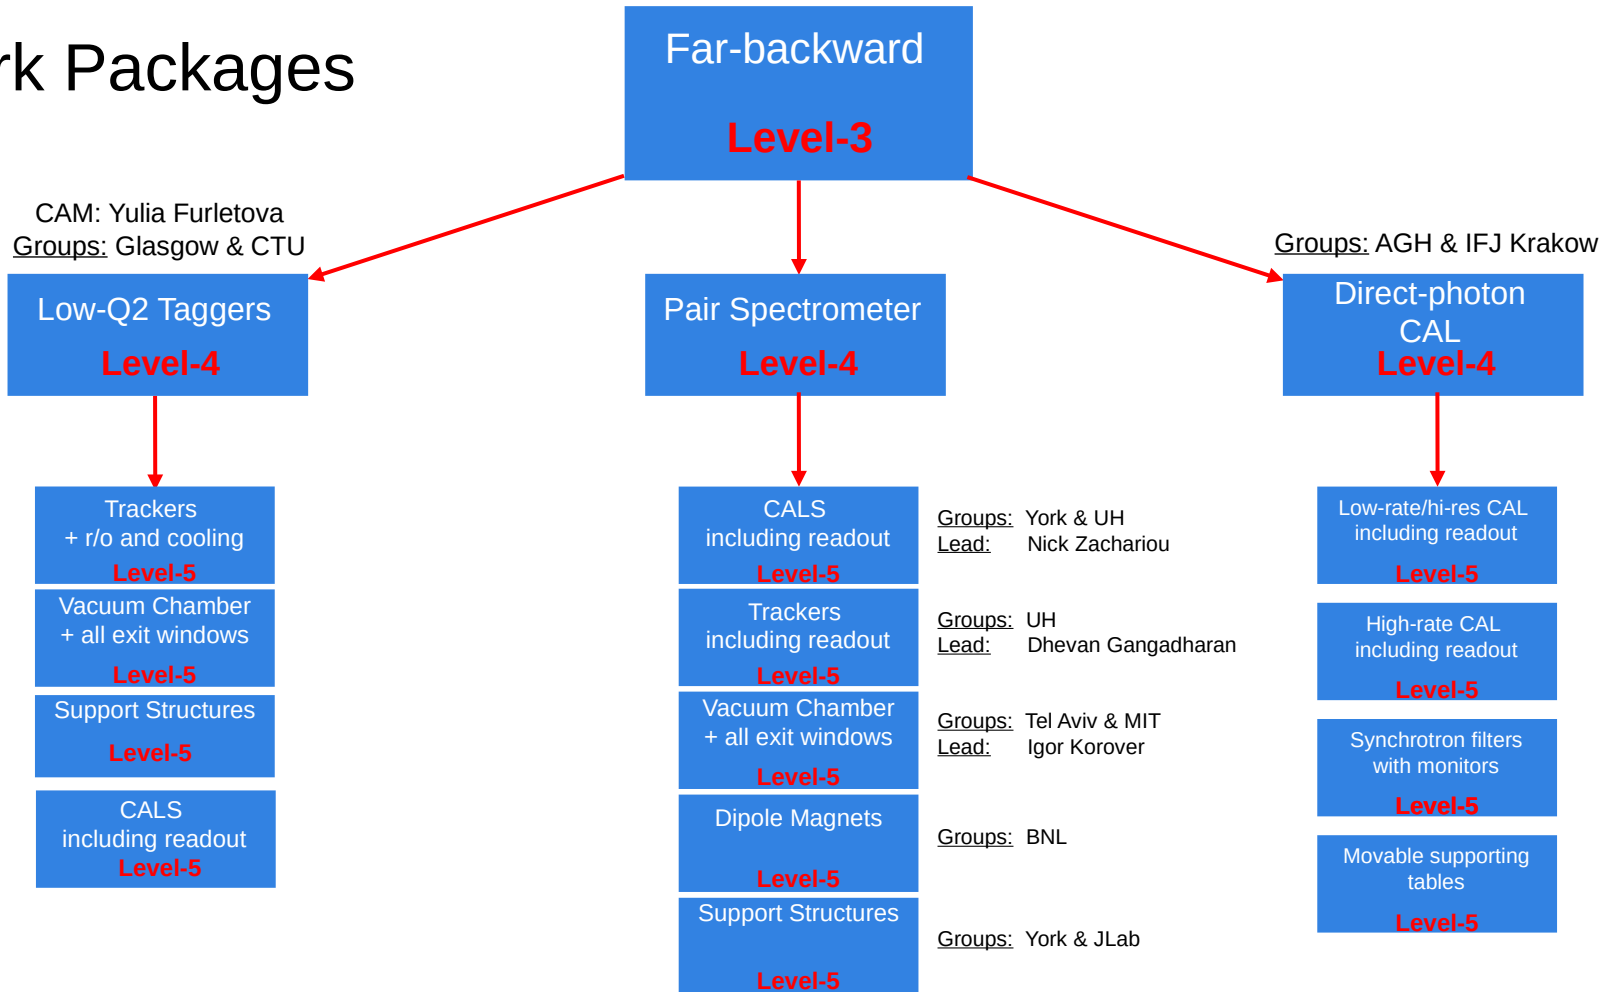 rk Packages
Far-backward
Level-3
CAM: Yulia Furletova
Groups: Glasgow & CTU
Groups: AGH & IFJ Krakow
Low-Q2 Taggers
Level-4
Pair Spectrometer
Level-4
Direct-photon
CAL
Level-4
Trackers
+ r/o and cooling
Level-5
Vacuum Chamber
+ all exit windows
Level-5
Support Structures
Level-5
CALS
including readout
Level-5
CALS
including readout
Level-5
Groups: York & UH
Lead: Nick Zachariou
Trackers
including readout
Level-5
Groups: UH
Lead: Dhevan Gangadharan
Vacuum Chamber
+ all exit windows
Level-5
Groups: Tel Aviv & MIT
Lead: Igor Korover
Dipole Magnets
Level-5
Groups: BNL
Support Structures
Level-5
Groups: York & JLab
Low-rate/hi-res CAL
including readout
Level-5
High-rate CAL
including readout
Level-5
Synchrotron filters
with monitors
Level-5
Movable supporting
tables
Level-5